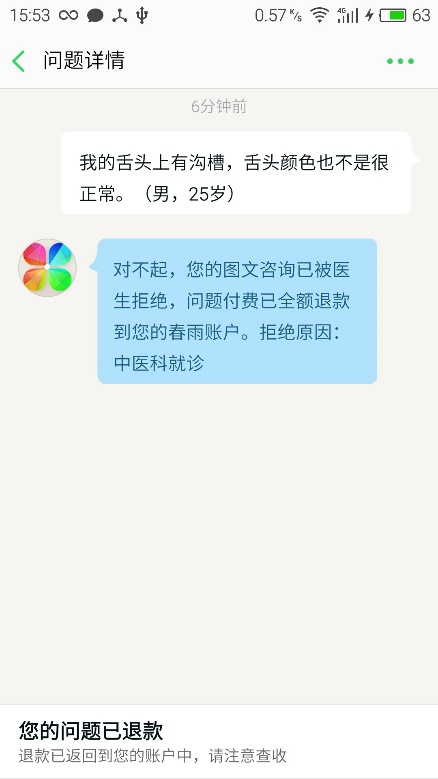 15:53 0.57 K/s 4G 63
问题详情
6分钟前
我的舌头上有沟槽，舌头颜色也不是很
正常。（男，25岁）
对不起，您的图文咨询已被医
生拒绝，问题付费已全额退款
到您的春雨账户。拒绝原因：
中医科就诊
您的问题已退款
退款已返回到您的账户中，请注意查收